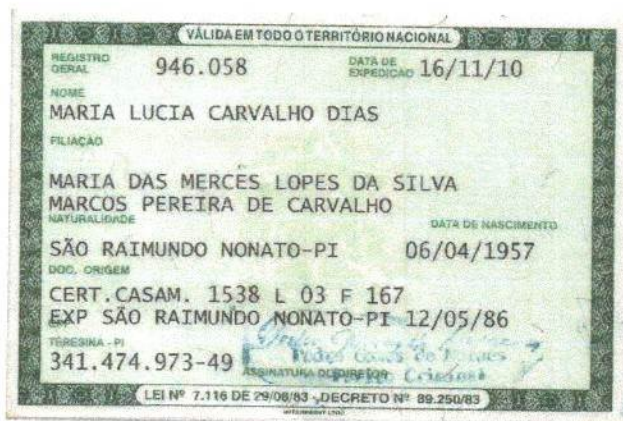 VÁLIDA EM TODO O TERRITÓRIO NACIONAL
REGISTRO GERAL 946.058 DATA DE EXPEDIÇÃO 16/11/10
NOME
MARIA LUCIA CARVALHO DIAS
FILIAÇÃO
MARIA DAS MERCÊS LOPES DA SILVA
MARCOS PEREIRA DE CARVALHO
NATURALIDADE DATA DE NASCIMENTO
SÃO RAIMUNDO NONATO-PI 06/04/1957
DOC. ORIGEM
CERT.CASAM. 1538 L 03 F 167
EXP SÃO RAIMUNDO NONATO-PI 12/05/86
TERESINA - PI
341.474.973-49
ASSINATURA DO DIRETOR
LEI Nº 7.116 DE 29/08/83 - DECRETO Nº 89.250/83